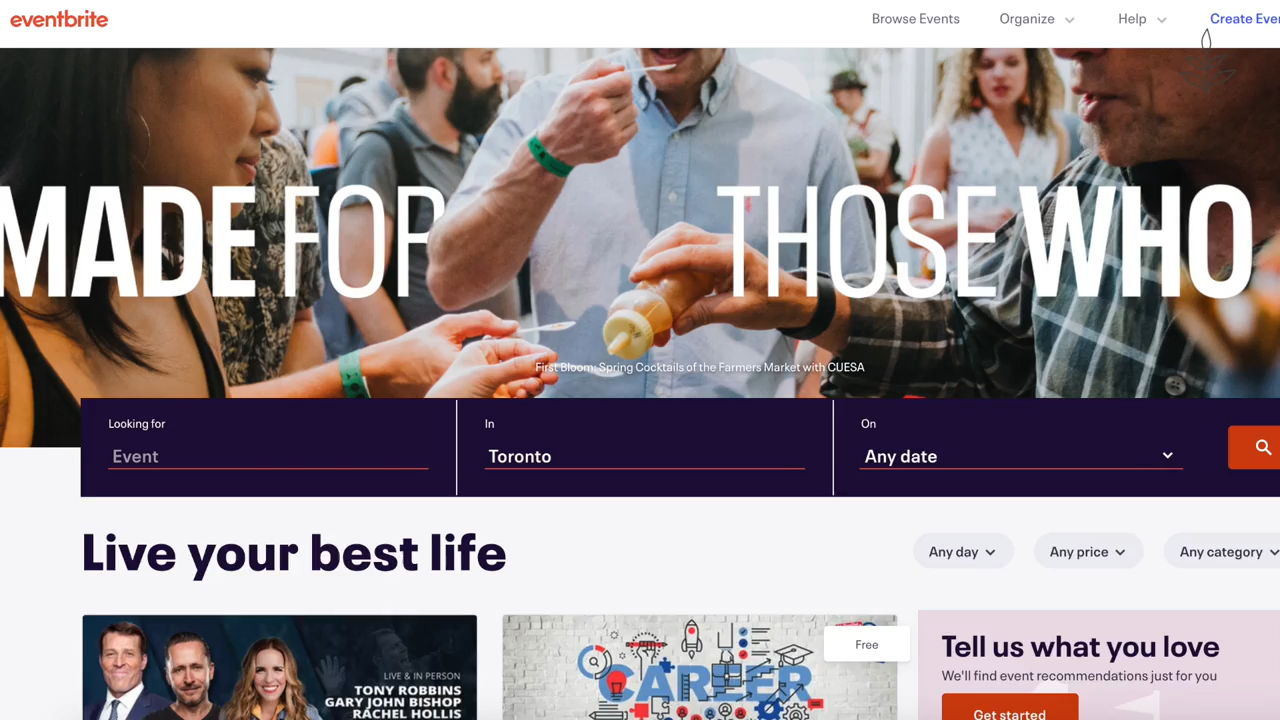 eventbrite
Browse Events
Organize
Help
Create Eve
MADE FOR THOSE WHO
First Bloom: Spring Cocktails of the Farmers Market with CUESA
Looking for
Event
In
Toronto
On
Any date
Live your best life
Any day
Any price
Any category
LIVE & IN PERSON
TONY ROBBINS
GARY JOHN BISHOP
RACHEL HOLLIS
CAREER
Free
Tell us what you love
We'll find event recommendations just for you
Get started